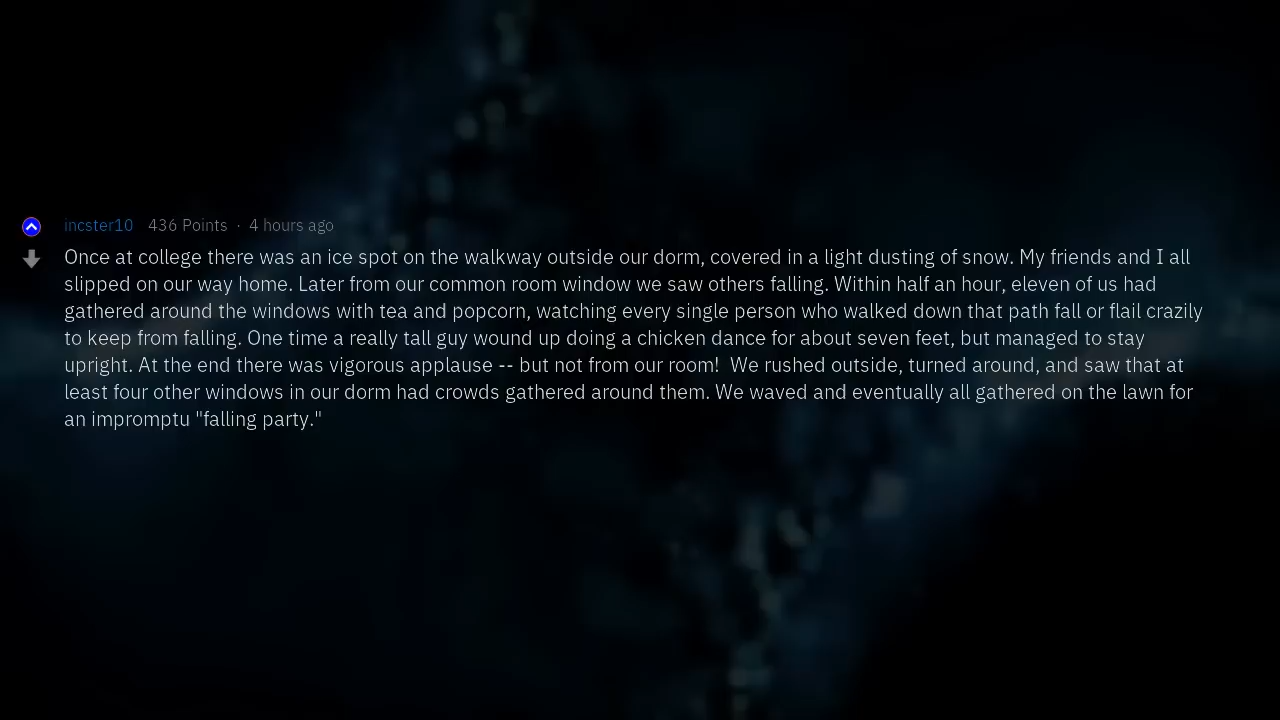 incster10 436 Points · 4 hours ago
Once at college there was an ice spot on the walkway outside our dorm, covered in a light dusting of snow. My friends and I all
slipped on our way home. Later from our common room window we saw others falling. Within half an hour, eleven of us had
gathered around the windows with tea and popcorn, watching every single person who walked down that path fall or flail crazily
to keep from falling. One time a really tall guy wound up doing a chicken dance for about seven feet, but managed to stay
upright. At the end there was vigorous applause -- but not from our room!  We rushed outside, turned around, and saw that at
least four other windows in our dorm had crowds gathered around them. We waved and eventually all gathered on the lawn for
an impromptu "falling party."